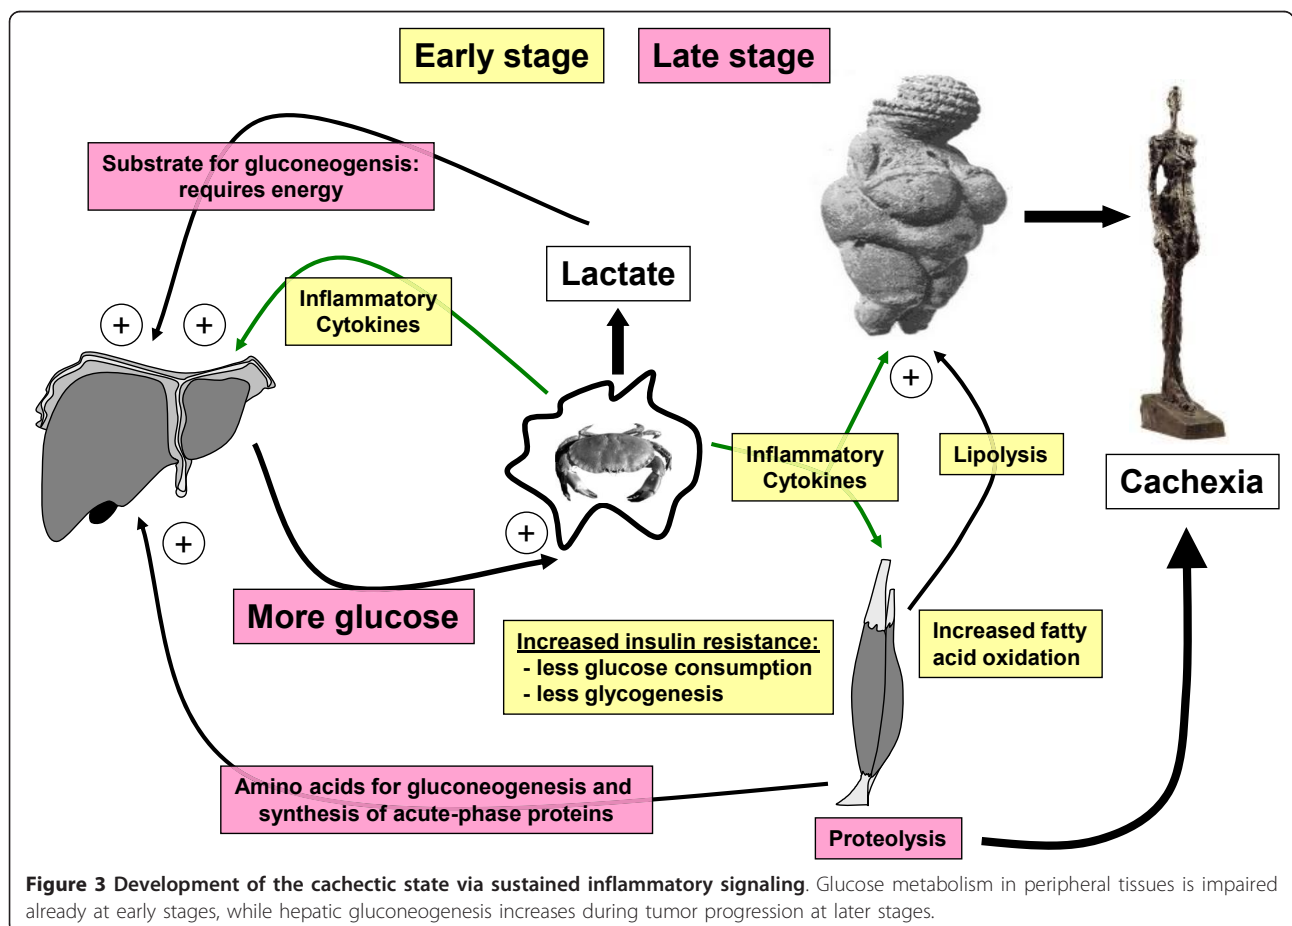 Early stage
Late stage
Substrate for gluconeogensis:
requires energy
Lactate
Inflammatory
Cytokines
+
+
+
Inflammatory
Cytokines
Lipolysis
Cachexia
+
+
More glucose
Increased insulin resistance:
- less glucose consumption
- less glycogenesis
Increased fatty
acid oxidation
Amino acids for gluconeogenesis and
synthesis of acute-phase proteins
Proteolysis
Figure 3 Development of the cachectic state via sustained inflammatory signaling. Glucose metabolism in peripheral tissues is impaired
already at early stages, while hepatic gluconeogenesis increases during tumor progression at later stages.